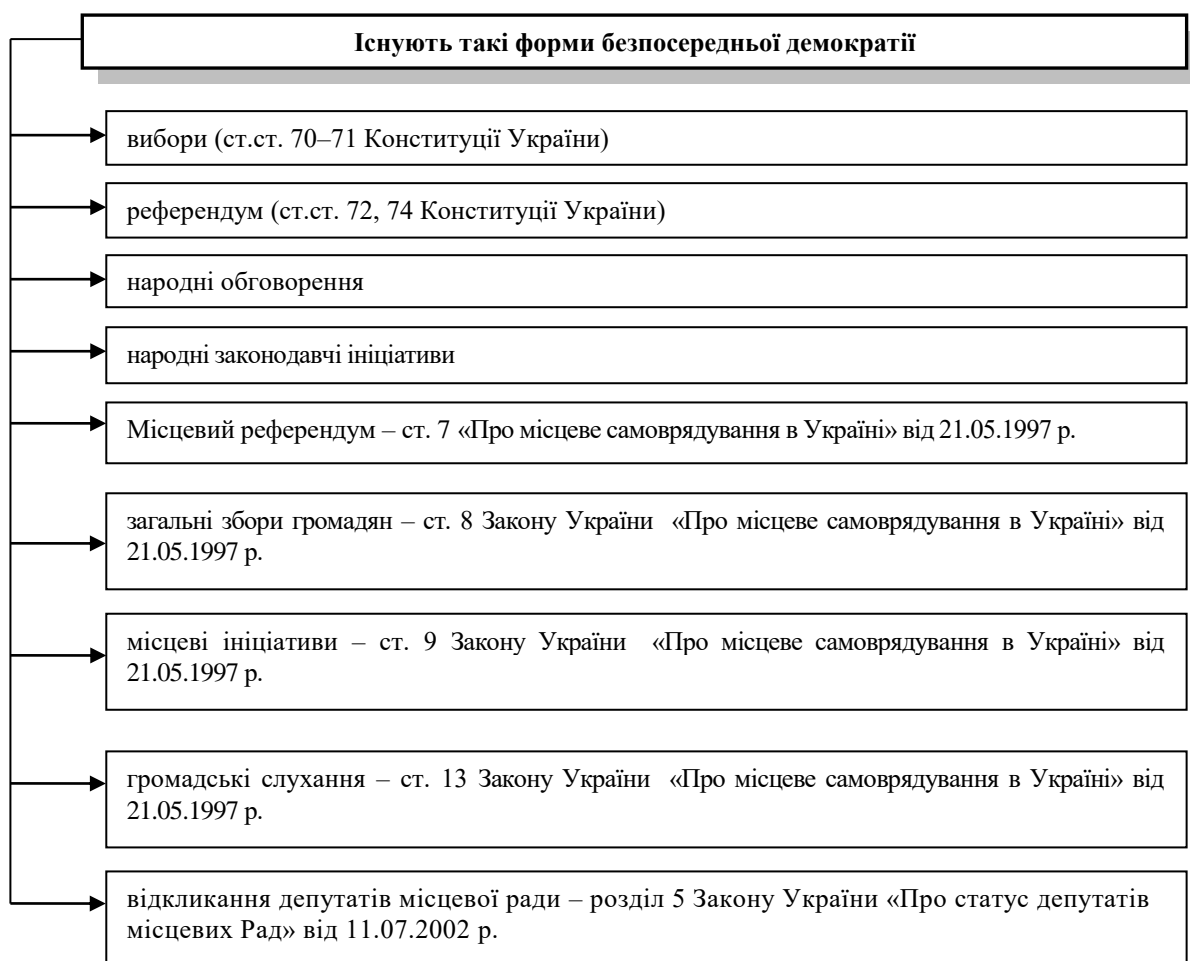 Існують такі форми безпосередньої демократії
вибори (ст.ст. 70–71 Конституції України)
референдум (ст.ст. 72, 74 Конституції України)
народні обговорення
народні законодавчі ініціативи
Місцевий референдум – ст. 7 «Про місцеве самоврядування в Україні» від 21.05.1997 р.
загальні збори громадян – ст. 8 Закону України «Про місцеве самоврядування в Україні» від
21.05.1997 р.
місцеві ініціативи – ст. 9 Закону України «Про місцеве самоврядування в Україні» від
21.05.1997 р.
громадські слухання – ст. 13 Закону України «Про місцеве самоврядування в Україні» від
21.05.1997 р.
відкликання депутатів місцевої ради – розділ 5 Закону України «Про статус депутатів
місцевих Рад» від 11.07.2002 р.